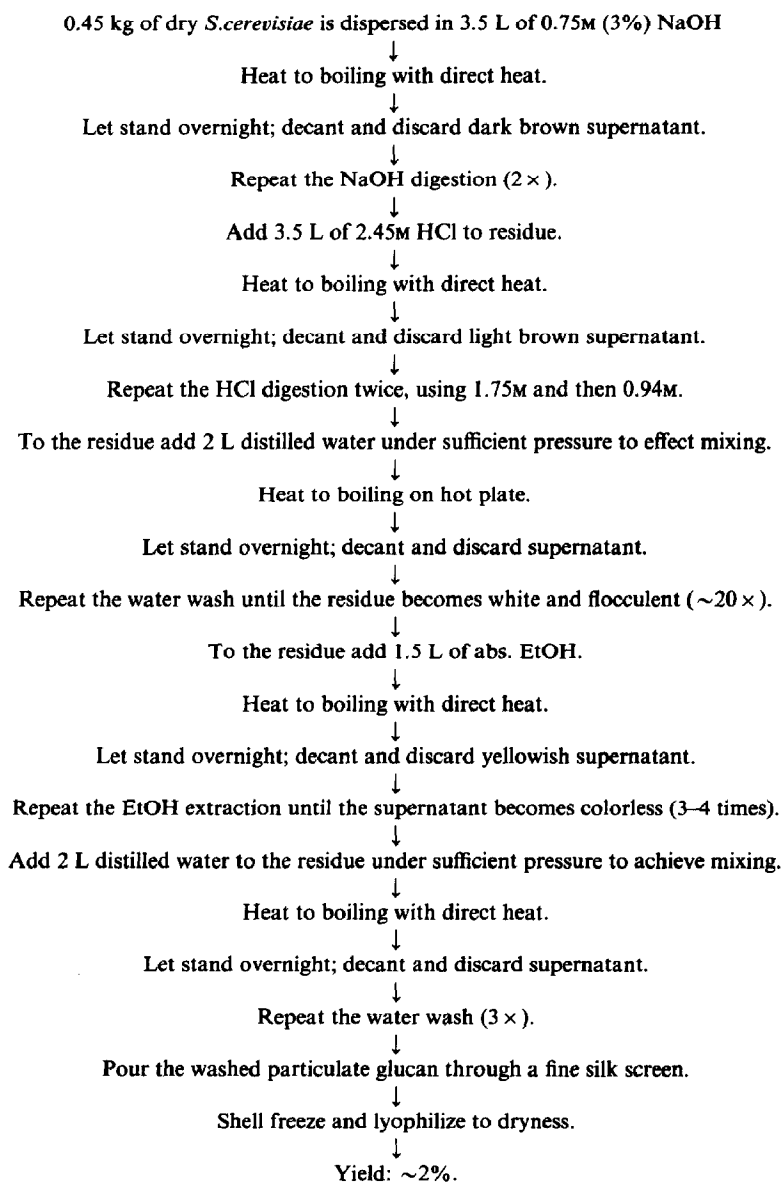 0.45 kg of dry S.cerevisiae is dispersed in 3.5 L of 0.75M (3%) NaOH
↓
Heat to boiling with direct heat.
↓
Let stand overnight; decant and discard dark brown supernatant.
↓
Repeat the NaOH digestion (2 ×).
↓
Add 3.5 L of 2.45M HCl to residue.
↓
Heat to boiling with direct heat.
↓
Let stand overnight; decant and discard light brown supernatant.
↓
Repeat the HCl digestion twice, using 1.75M and then 0.94M.
↓
To the residue add 2 L distilled water under sufficient pressure to effect mixing.
↓
Heat to boiling on hot plate.
↓
Let stand overnight; decant and discard supernatant.
↓
Repeat the water wash until the residue becomes white and flocculent (~20 ×).
↓
To the residue add 1.5 L of abs. EtOH.
↓
Heat to boiling with direct heat.
↓
Let stand overnight; decant and discard yellowish supernatant.
↓
Repeat the EtOH extraction until the supernatant becomes colorless (3–4 times).
↓
Add 2 L distilled water to the residue under sufficient pressure to achieve mixing.
↓
Heat to boiling with direct heat.
↓
Let stand overnight; decant and discard supernatant.
↓
Repeat the water wash (3 ×).
↓
Pour the washed particulate glucan through a fine silk screen.
↓
Shell freeze and lyophilize to dryness.
↓
Yield: ~2%.